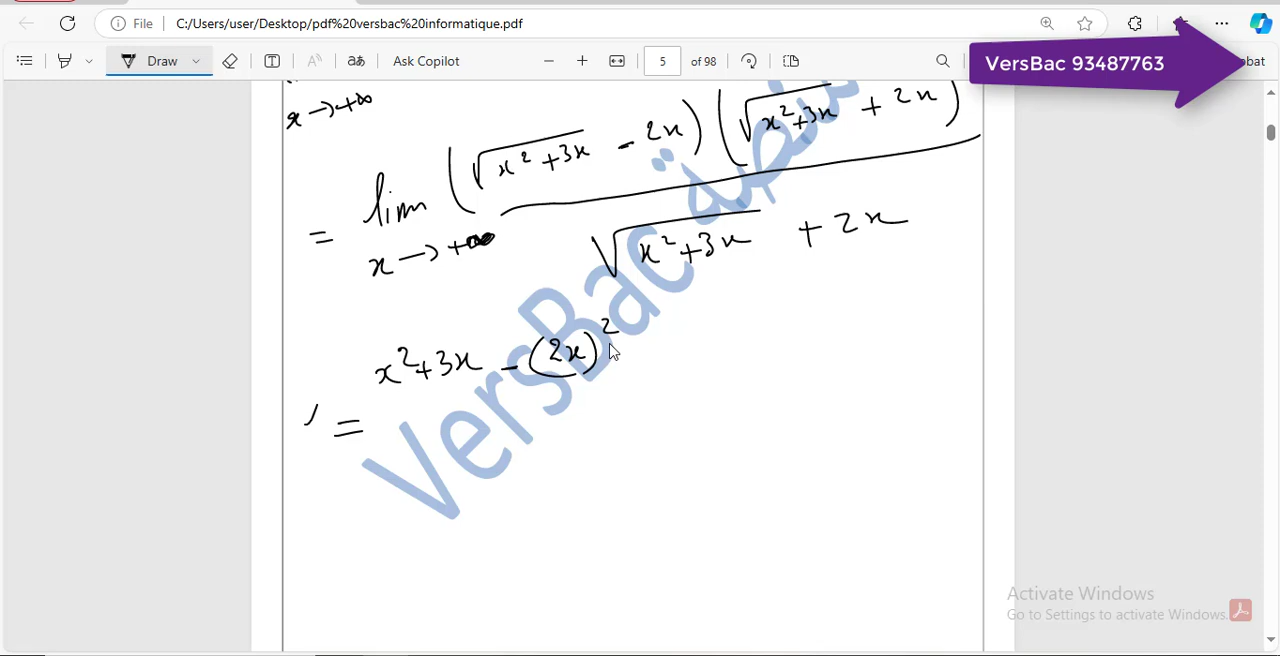 File C:/Users/user/Desktop/pdf%20versbac%20informatique.pdf
Draw Ask Copilot 5 of 98
VersBac 93487763
obat
x→+∞
= lim (√(x²+3x) - 2x)(√(x²+3x) + 2x)
x→+∞ √(x²+3x) + 2x
x²+3x - (2x)²
=
VersBac
Activate Windows
Go to Settings to activate Windows.